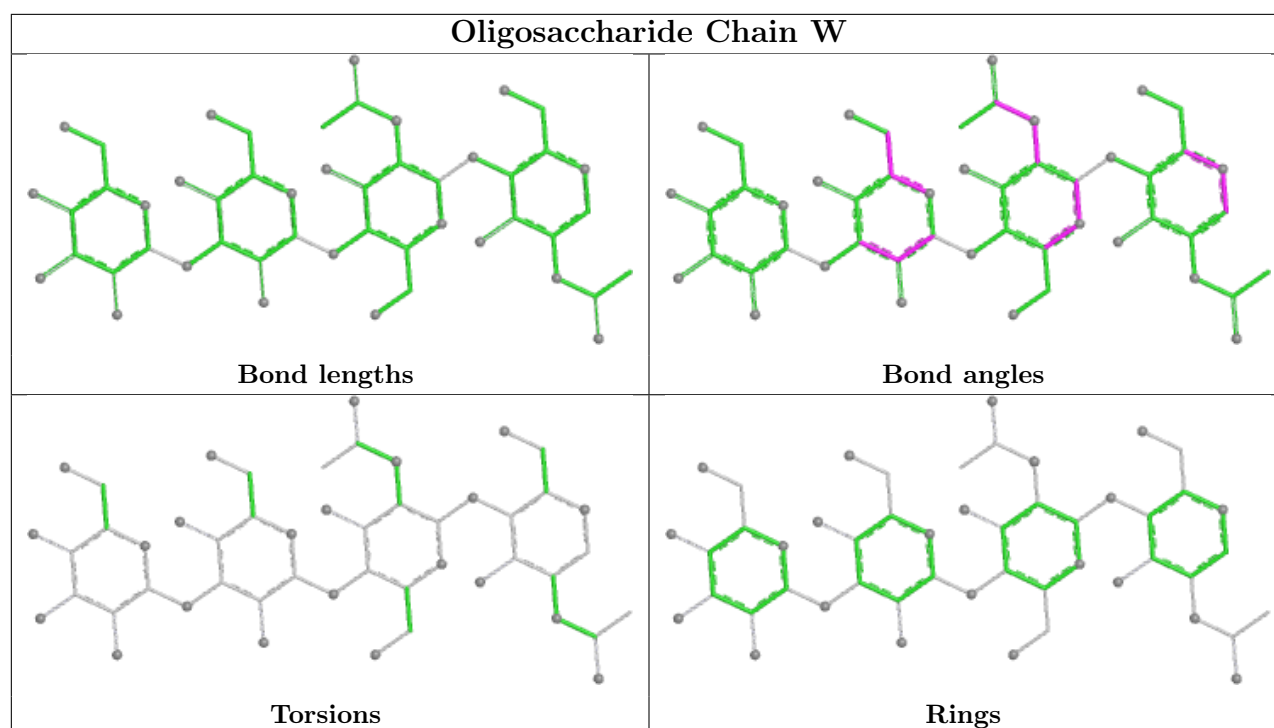 Oligosaccharide Chain W
Bond lengths
Bond angles
Torsions
Rings